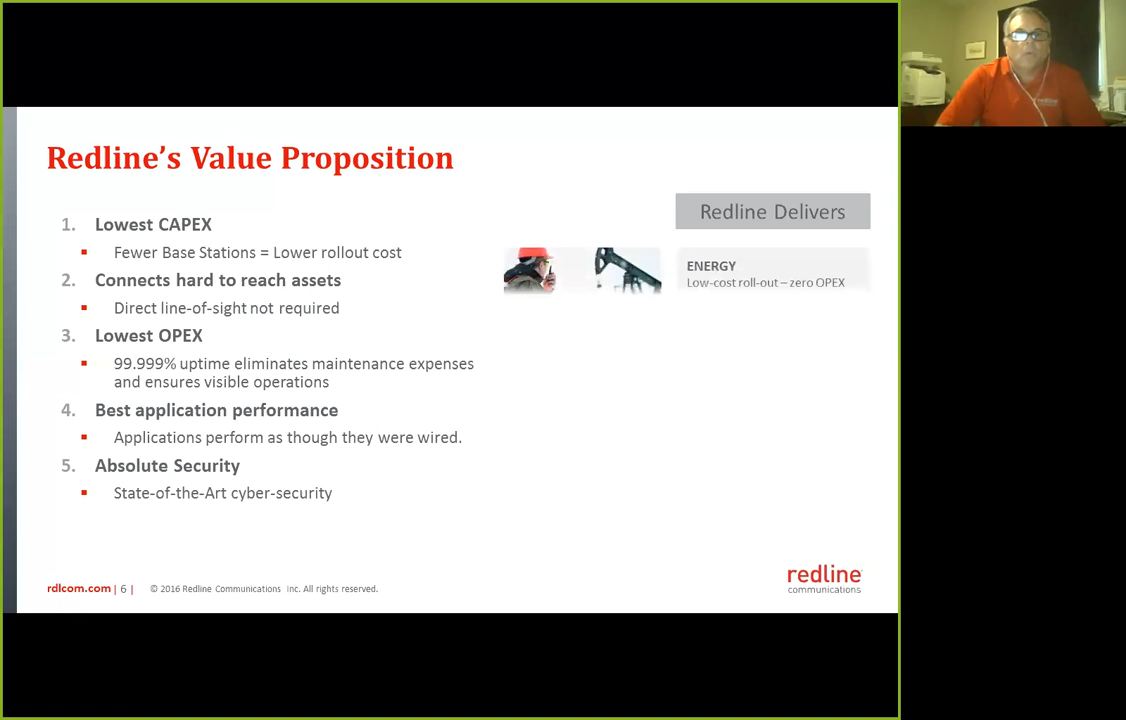 Redline's Value Proposition
1. Lowest CAPEX
▪ Fewer Base Stations = Lower rollout cost
2. Connects hard to reach assets
▪ Direct line-of-sight not required
3. Lowest OPEX
▪ 99.999% uptime eliminates maintenance expenses
and ensures visible operations
4. Best application performance
▪ Applications perform as though they were wired.
5. Absolute Security
▪ State-of-the-Art cyber-security
Redline Delivers
ENERGY
Low-cost roll-out – zero OPEX
rdlcom.com | 6 | © 2016 Redline Communications Inc. All rights reserved.
redline
communications